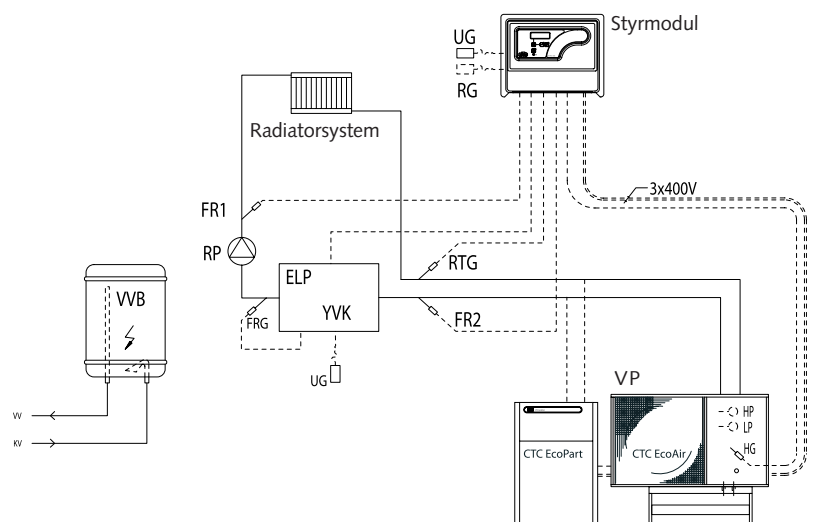 Styrmodul
UG
RG
Radiatorsystem
3x400V
FR1
RP
RTG
ELP
YVK
FRG
FR2
UG
VVB
VV
KV
VP
HP
LP
HG
CTC EcoPart
CTC EcoAir